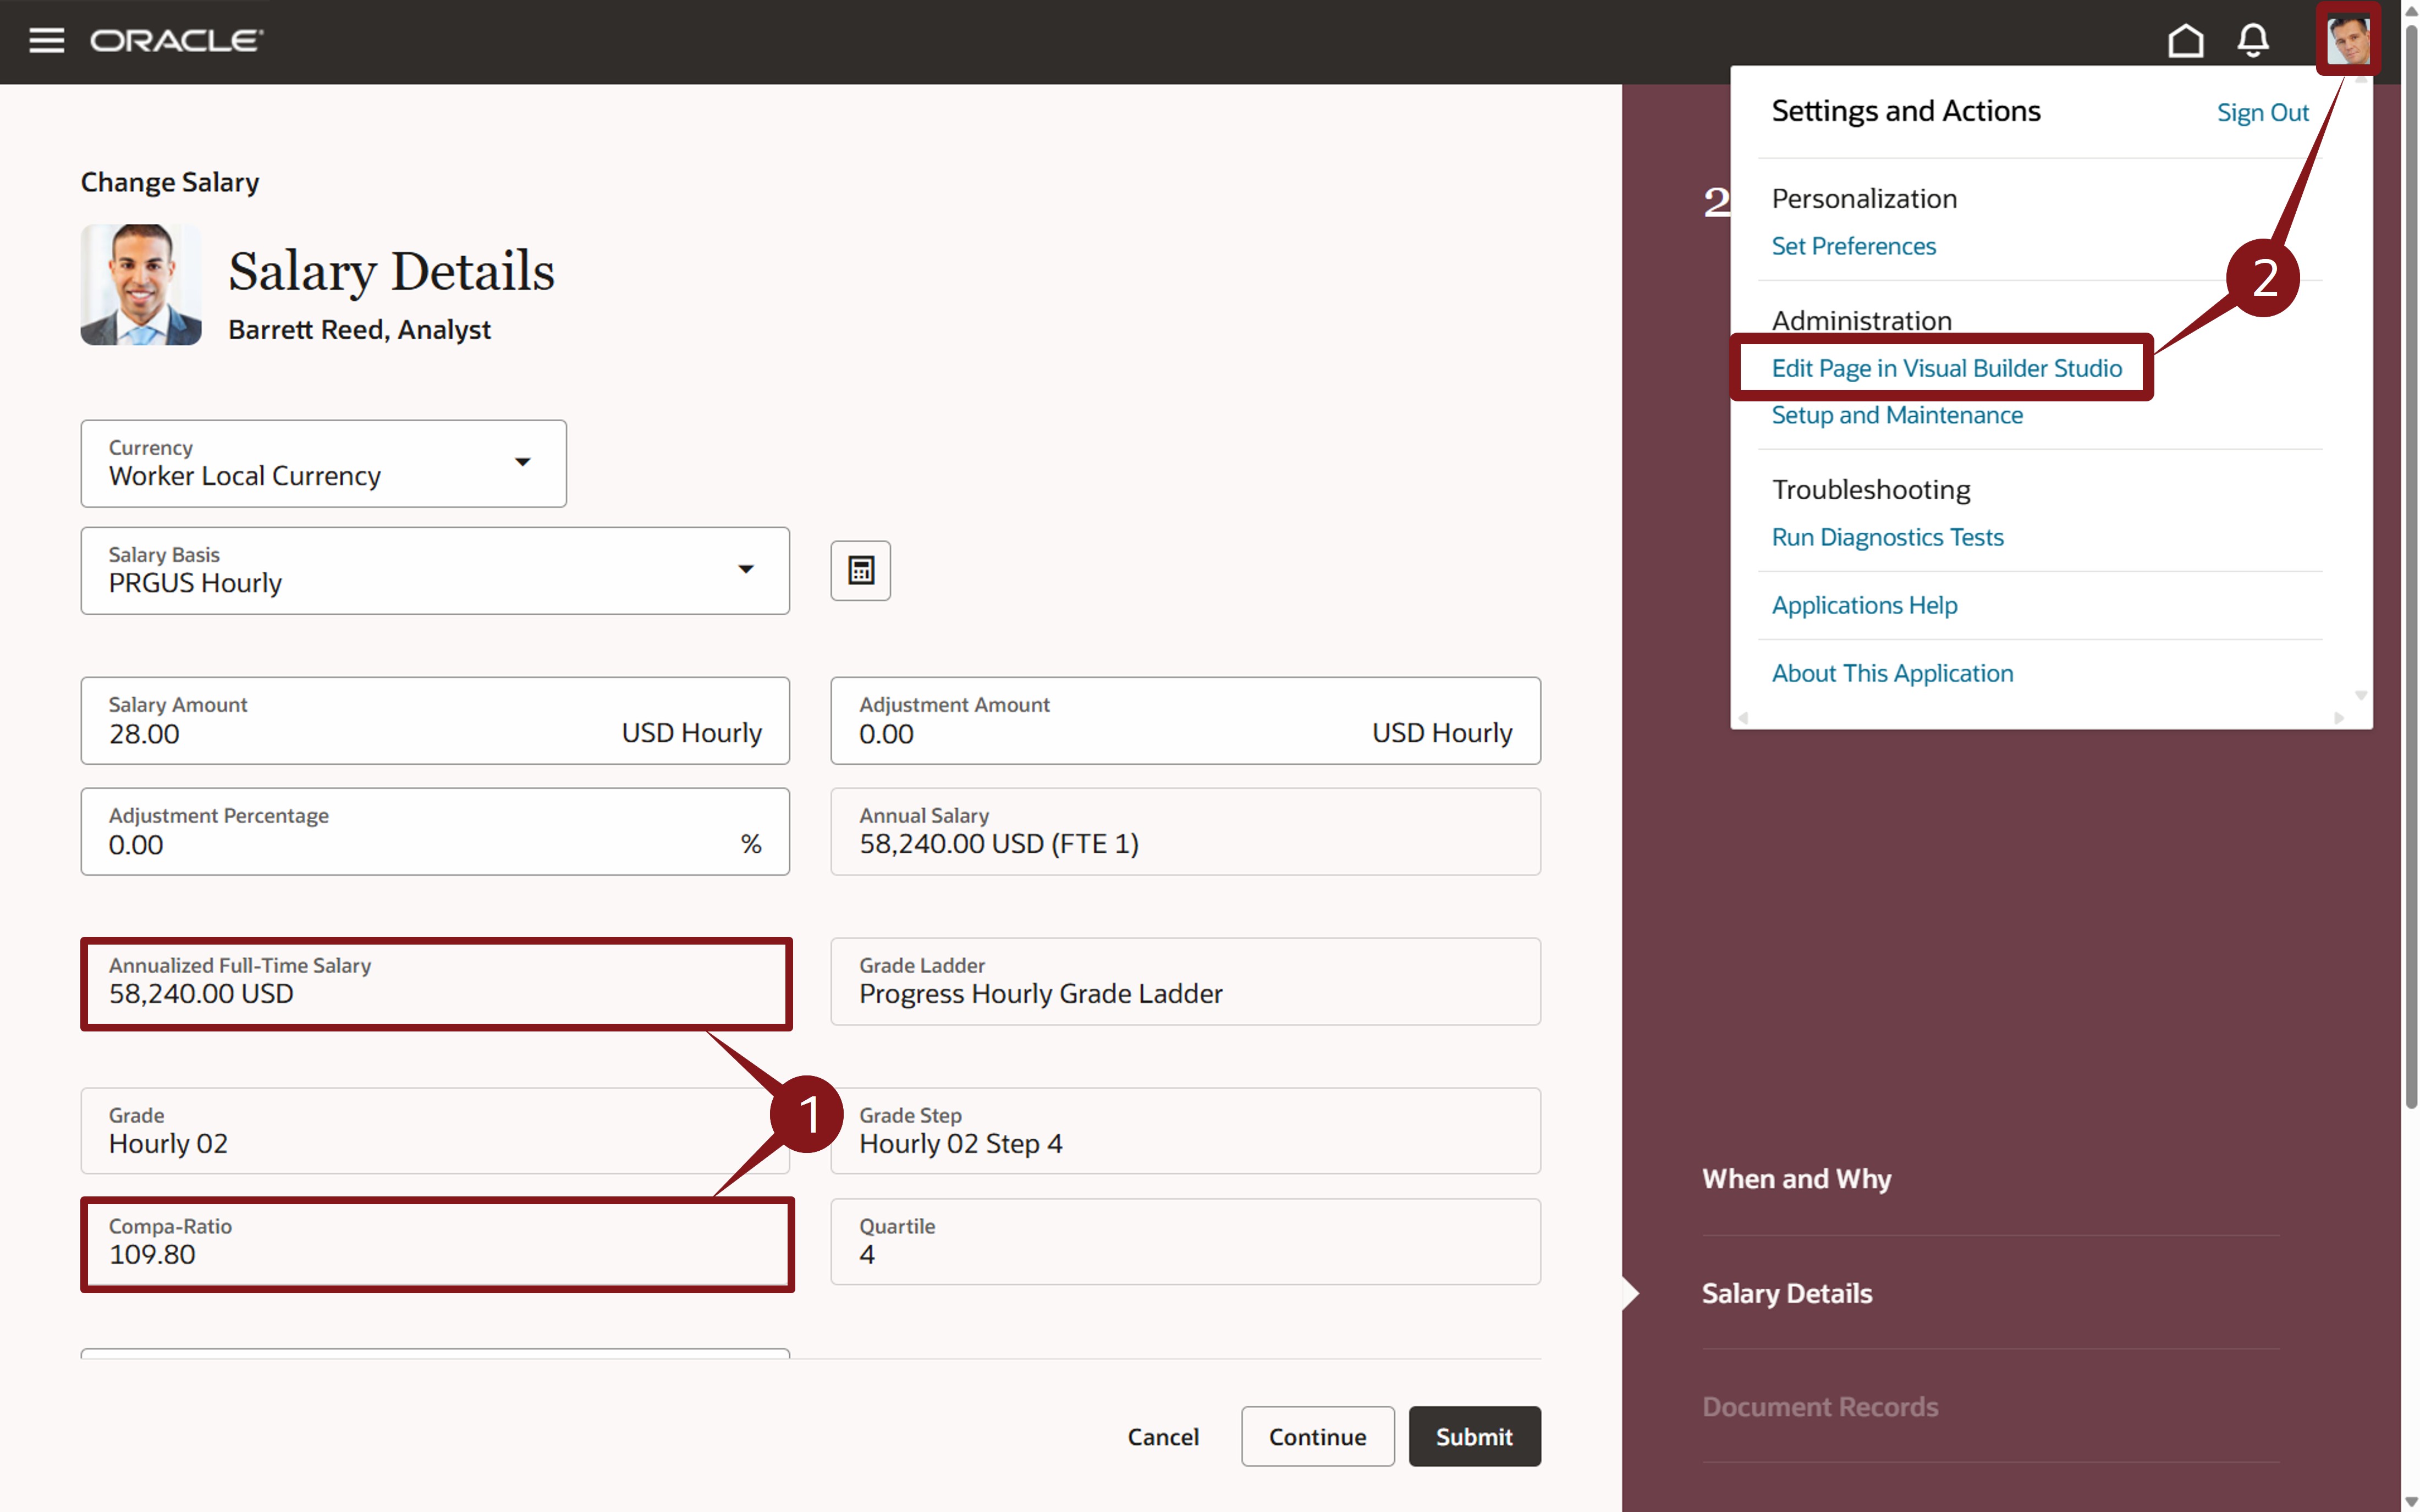 ORACLE
Settings and Actions
Sign Out
Personalization
Set Preferences
Administration
Edit Page in Visual Builder Studio
Setup and Maintenance
Troubleshooting
Run Diagnostics Tests
Applications Help
About This Application
2
2
Change Salary
Salary Details
Barrett Reed, Analyst
Currency
Worker Local Currency
Salary Basis
PRGUS Hourly
Salary Amount
28.00 USD Hourly
Adjustment Amount
0.00 USD Hourly
Adjustment Percentage
0.00 %
Annual Salary
58,240.00 USD (FTE 1)
Annualized Full-Time Salary
58,240.00 USD
Grade Ladder
Progress Hourly Grade Ladder
1
Grade
Hourly 02
Grade Step
Hourly 02 Step 4
Compa-Ratio
109.80
Quartile
4
Cancel
Continue
Submit
When and Why
Salary Details
Document Records